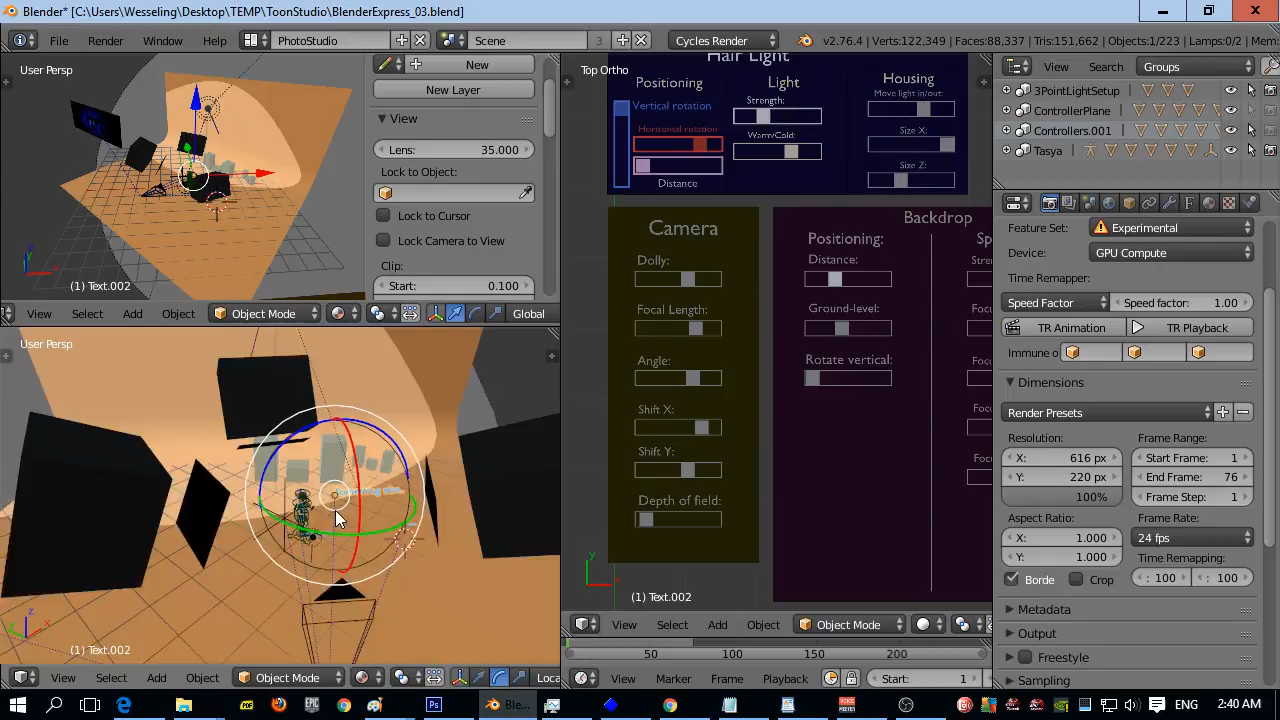 Blender* [C:\Users\Wesseling\Desktop\TEMP\ToonStudio\BlenderExpress_03.blend]
File Render Window Help PhotoStudio Scene 3 Cycles Render v2.76.4 | Verts:122,349 | Faces:88,337 | Tris:151,662 | Objects:1/223 | Lamps:0/2 | Mem:
User Persp
New
New Layer
View
Lens: 35.000
Lock to Object:
Lock to Cursor
Lock Camera to View
Clip:
Start: 0.100
(1) Text.002
View Select Add Object Object Mode Global
User Persp
(1) Text.002
View Select Add Object Object Mode Loca
Top Ortho
Hair Light
Positioning
Vertical rotation
Horizontal rotation
Distance
Light
Strength:
Warm/Cold:
Housing
Move light in/out:
Size X:
Size Z:
Camera
Dolly:
Focal Length:
Angle:
Shift X:
Shift Y:
Depth of field:
Backdrop
Positioning:
Distance:
Ground-level:
Rotate vertical:
Sp
Stren
Focu
Focu
Focu
(1) Text.002
View Select Add Object Object Mode
50 100 150 200
View Marker Frame Playback Start: 1
View Search Groups
3PointLightSetup
ControllerPlane
Controllers.001
Tasya
Feature Set: Experimental
Device: GPU Compute
Time Remapper:
Speed Factor Speed factor: 1.00
TR Animation TR Playback
Immune o
Dimensions
Render Presets
Resolution: Frame Range:
X: 616 px Start Frame: 1
Y: 220 px End Frame: 76
100% Frame Step: 1
Aspect Ratio: Frame Rate:
X: 1.000 24 fps
Y: 1.000 Time Remapping:
Borde Crop : 100 : 100
Metadata
Output
Freestyle
Sampling
Ble... ENG 2:40 AM